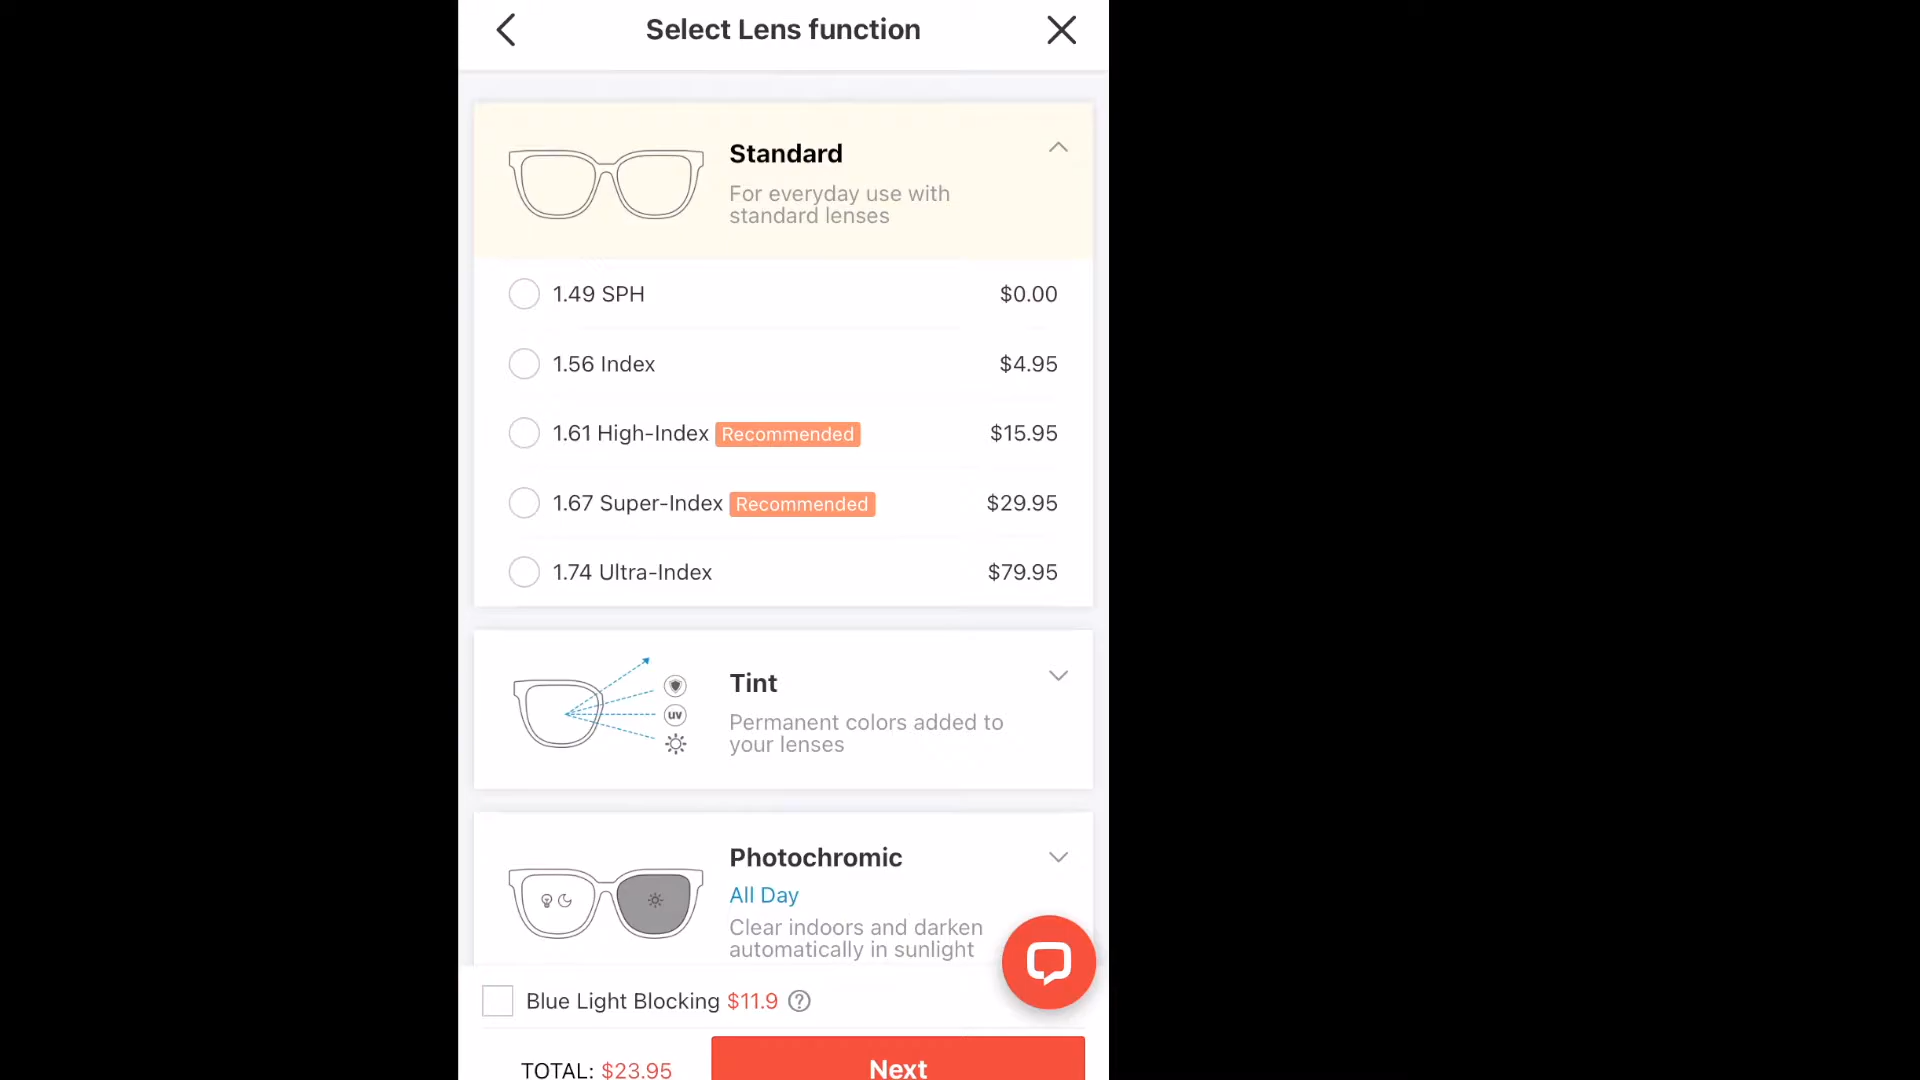 Select Lens function
Standard
For everyday use with
standard lenses
1.49 SPH $0.00
1.56 Index $4.95
1.61 High-Index Recommended $15.95
1.67 Super-Index Recommended $29.95
1.74 Ultra-Index $79.95
Tint
UV
Permanent colors added to
your lenses
Photochromic
All Day
Clear indoors and darken
automatically in sunlight
Blue Light Blocking $11.9 ?
TOTAL: $23.95 Next